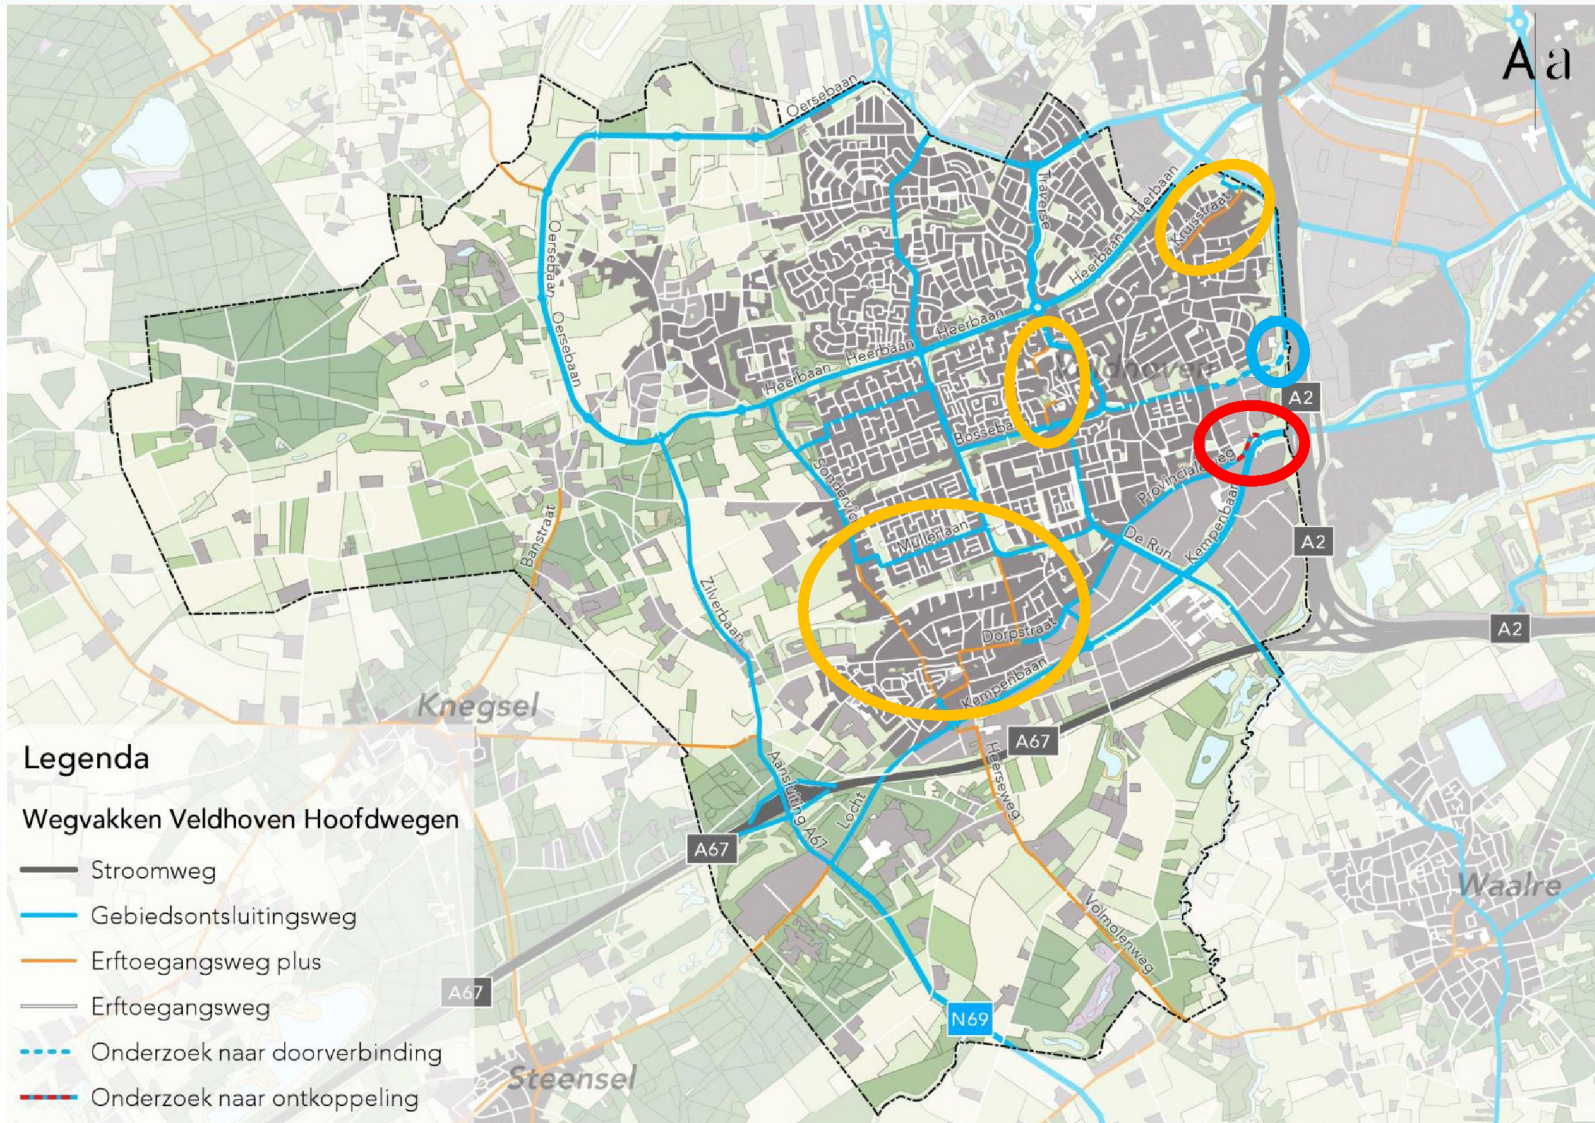 Aa
Oersebaan
Traverse
Heerbaan
Heerbaan
Kruisstraat
Oersebaan
Oersebaan
Heerbaan
Heerbaan
Heerbaan
Veldhoven
A2
Bossebaan
Sondervick
Provincialeweg
Kempenbaan
Banstraat
Müllerlaan
De Run
A2
Zilverbaan
Dorpstraat
A2
Kempenbaan
Knegsel
A67
Heerseweg
Aansluiting A67
Locht
A67
Waalre
Volmolenweg
A67
N69
Steensel
Legenda
Wegvakken Veldhoven Hoofdwegen
Stroomweg
Gebiedsontsluitingsweg
Erftoegangsweg plus
Erftoegangsweg
Onderzoek naar doorverbinding
Onderzoek naar ontkoppeling